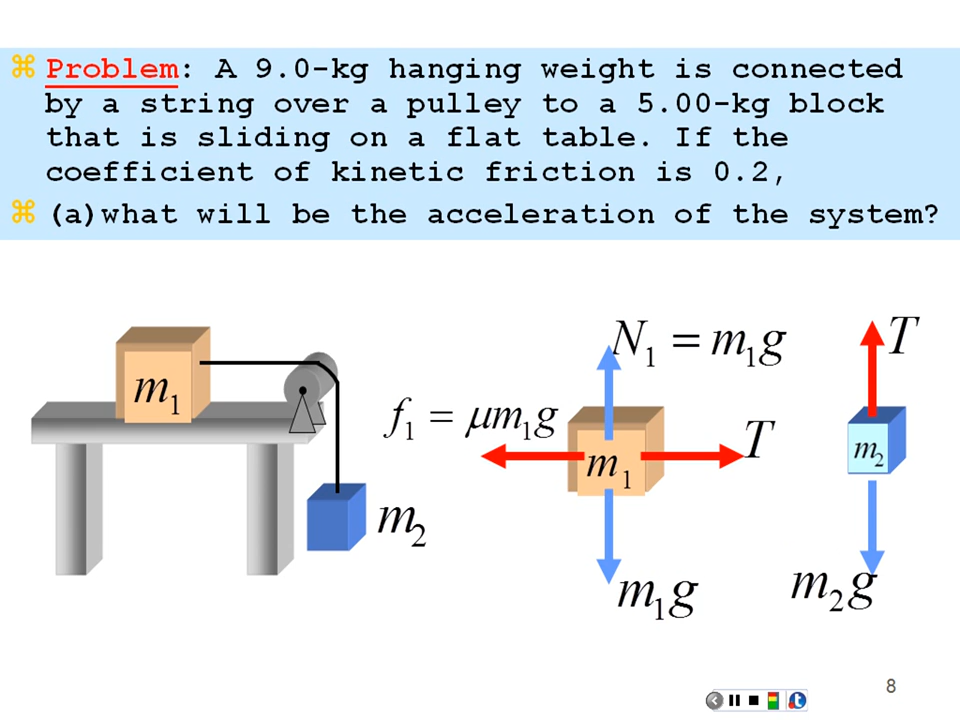 Problem: A 9.0-kg hanging weight is connected
by a string over a pulley to a 5.00-kg block
that is sliding on a flat table. If the
coefficient of kinetic friction is 0.2,
(a)what will be the acceleration of the system?
m₁
m₂
f₁ = μm₁g
N₁ = m₁g
m₁
T
m₁g
T
m₂
m₂g
8